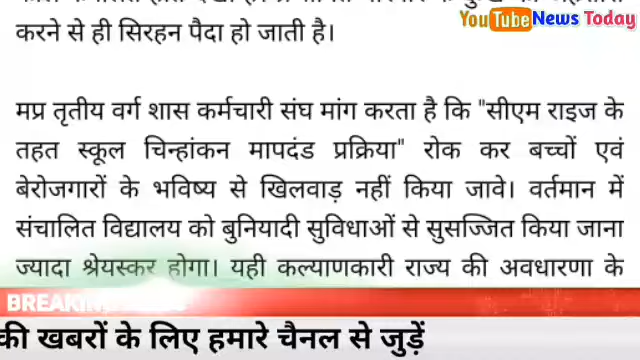 YouTube News Today
करने से ही सिरहन पैदा हो जाती है।
मप्र तृतीय वर्ग शास कर्मचारी संघ मांग करता है कि "सीएम राइज के
तहत स्कूल चिन्हांकन मापदंड प्रक्रिया" रोक कर बच्चों एवं
बेरोजगारों के भविष्य से खिलवाड़ नहीं किया जावे। वर्तमान में
संचालित विद्यालय को बुनियादी सुविधाओं से सुसज्जित किया जाना
ज्यादा श्रेयस्कर होगा। यही कल्याणकारी राज्य की अवधारणा के
BREAKING
की खबरों के लिए हमारे चैनल से जुड़ें